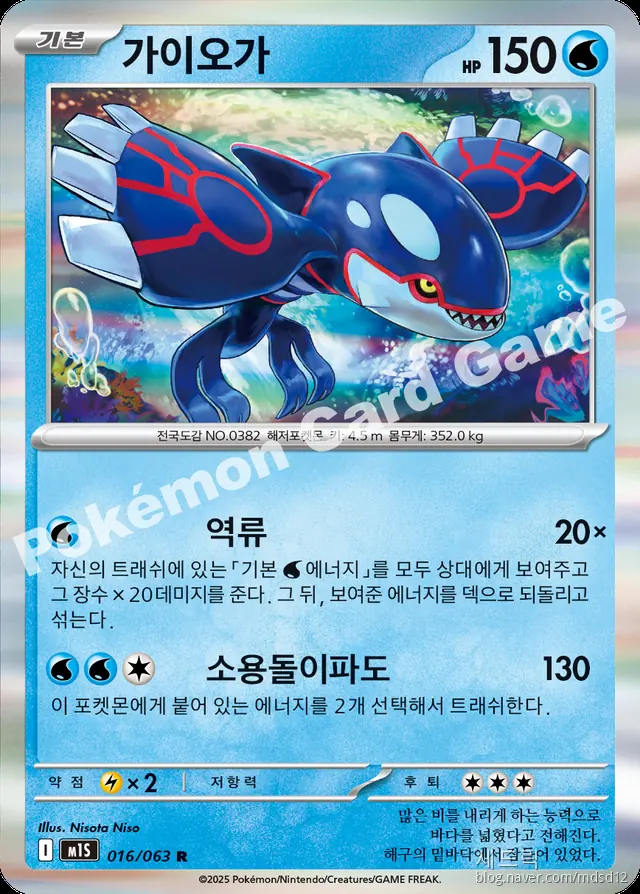 기본 가이오가 HP 150
전국도감 NO.0382 해저포켓몬 키: 4.5 m 몸무게: 352.0 kg
Pokémon Card Game
역류 20×
자신의 트래쉬에 있는 「기본 에너지」를 모두 상대에게 보여주고
그 장수 × 20데미지를 준다. 그 뒤, 보여준 에너지를 덱으로 되돌리고
섞는다.
소용돌이파도 130
이 포켓몬에게 붙어 있는 에너지를 2개 선택해서 트래쉬한다.
약점 × 2 저항력 후퇴
Illus. Nisota Niso
I M1S 016/063 R
많은 비를 내리게 하는 능력으로
바다를 넓혔다고 전해진다.
해구의 밑바닥에서 잠들어 있었다.
©2025 Pokémon/Nintendo/Creatures/GAME FREAK.
blog.naver.com/mdsd12